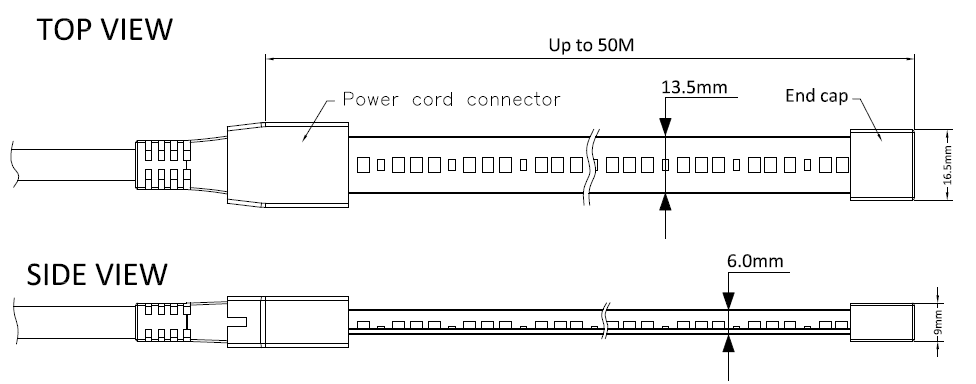 TOP VIEW
Up to 50M
13.5mm
End cap
Power cord connector
16.5mm
SIDE VIEW
6.0mm
9mm